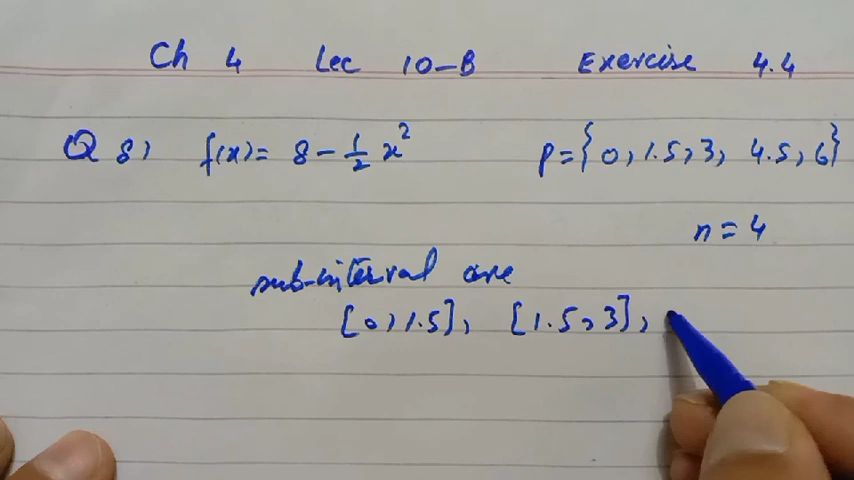 Ch 4 Lec 10-B Exercise 4.4
Q 8) f(x) = 8 - 1/2 x² P = {0, 1.5, 3, 4.5, 6}
n = 4
sub-interval are
[0, 1.5], [1.5, 3],